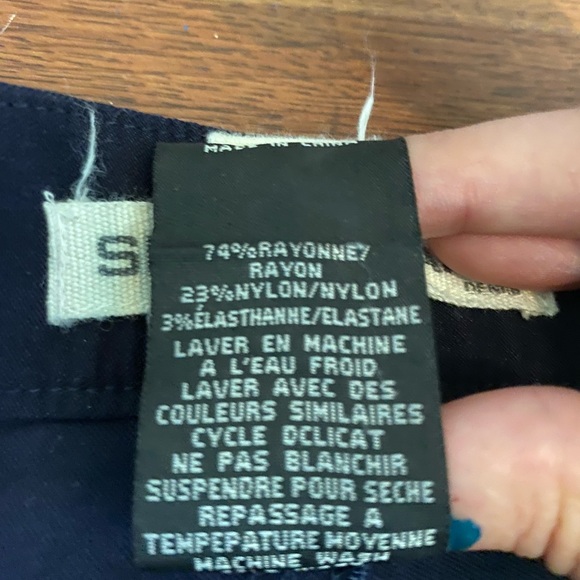 MADE IN CHINA
S
74%RAYONNE/
RAYON
23%NYLON/NYLON
3%ÉLASTHANNE/ELASTANE
LAVER EN MACHINE
A L'EAU FROID
LAVER AVEC DES
COULEURS SIMILAIRES
CYCLE DCLICAT
NE PAS BLANCHIR
SUSPENDRE POUR SECHE
REPASSAGE A
TEMPEPATURE MOYENNE
MACHINE WASH